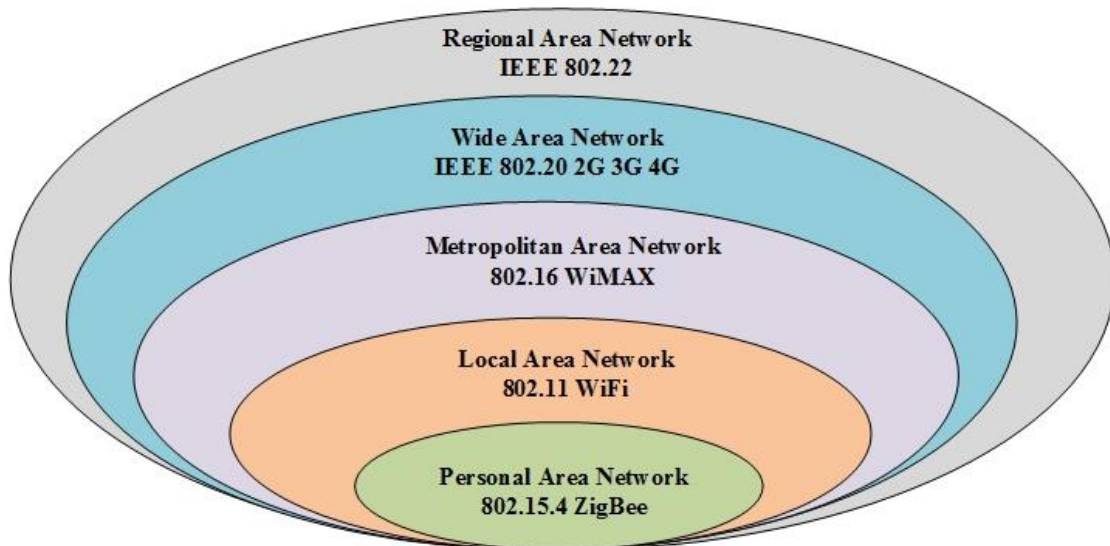 Regional Area Network
IEEE 802.22
Wide Area Network
IEEE 802.20 2G 3G 4G
Metropolitan Area Network
802.16 WiMAX
Local Area Network
802.11 WiFi
Personal Area Network
802.15.4 ZigBee